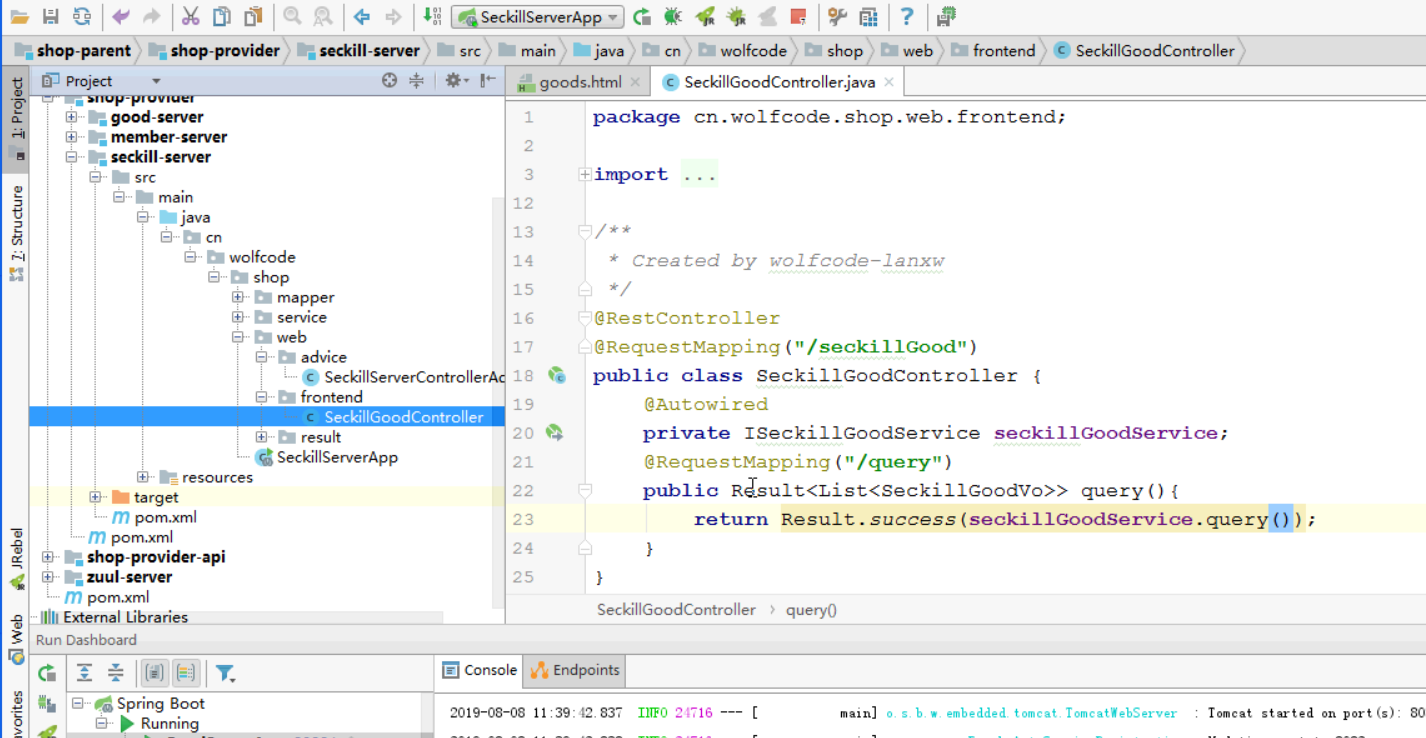 SeckillServerApp
shop-parent shop-provider seckill-server src main java cn wolfcode shop web frontend SeckillGoodController
Project
goods.html SeckillGoodController.java
1: Project
7: Structure
JRebel
Web
shop-provider
good-server
member-server
seckill-server
src
main
java
cn
wolfcode
shop
mapper
service
web
advice
SeckillServerControllerAd
frontend
SeckillGoodController
result
SeckillServerApp
resources
target
pom.xml
pom.xml
shop-provider-api
zuul-server
pom.xml
External Libraries
1 package cn.wolfcode.shop.web.frontend;
2
3 import ...
12
13 /**
14 * Created by wolfcode-lanxw
15 */
16 @RestController
17 @RequestMapping("/seckillGood")
18 public class SeckillGoodController {
19 @Autowired
20 private ISeckillGoodService seckillGoodService;
21 @RequestMapping("/query")
22 public Result<List<SeckillGoodVo>> query(){
23 return Result.success(seckillGoodService.query());
24 }
25 }
SeckillGoodController › query()
Run Dashboard
Console Endpoints
Spring Boot
Running
2019-08-08 11:39:42.837 INFO 24716 --- [ main] o.s.b.w.embedded.tomcat.TomcatWebServer : Tomcat started on port(s): 80